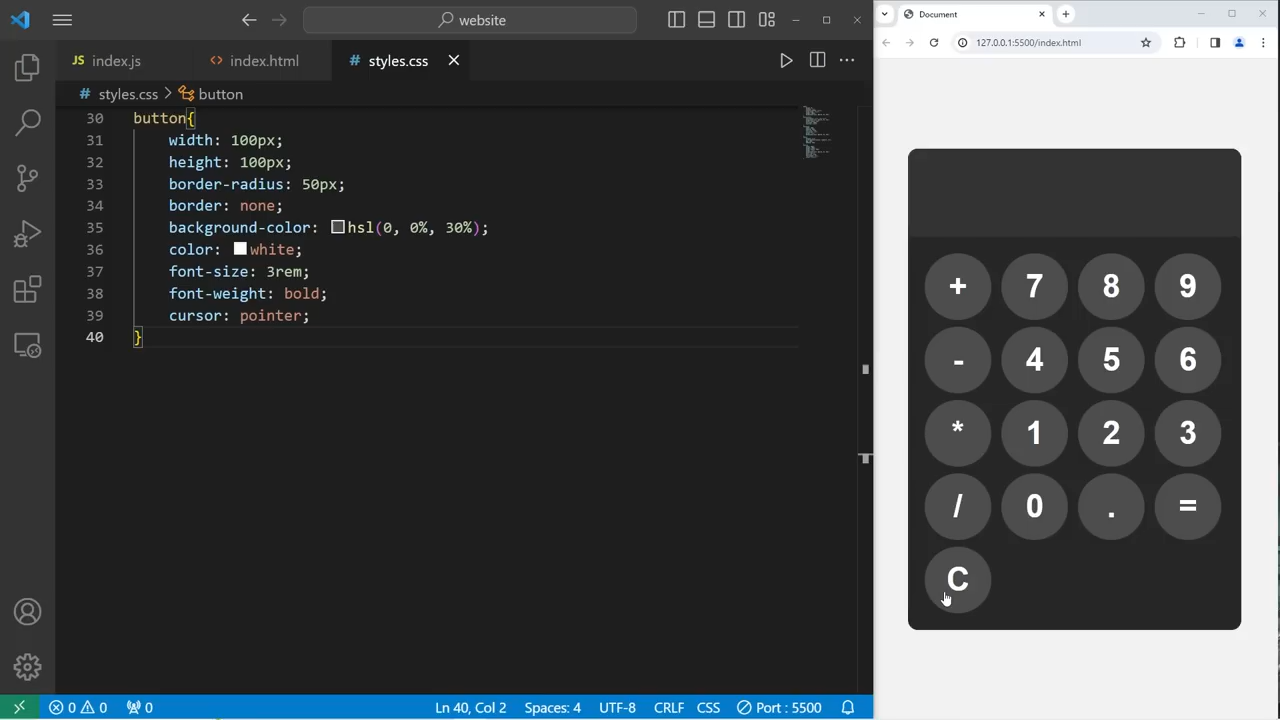 website
Document
127.0.0.1:5500/index.html
JS index.js
<> index.html
# styles.css
# styles.css > button
30 button{
31 width: 100px;
32 height: 100px;
33 border-radius: 50px;
34 border: none;
35 background-color: hsl(0, 0%, 30%);
36 color: white;
37 font-size: 3rem;
38 font-weight: bold;
39 cursor: pointer;
40 }
+ 7 8 9
- 4 5 6
* 1 2 3
/ 0 . =
C
0 0 0 Ln 40, Col 2 Spaces: 4 UTF-8 CRLF CSS Port : 5500